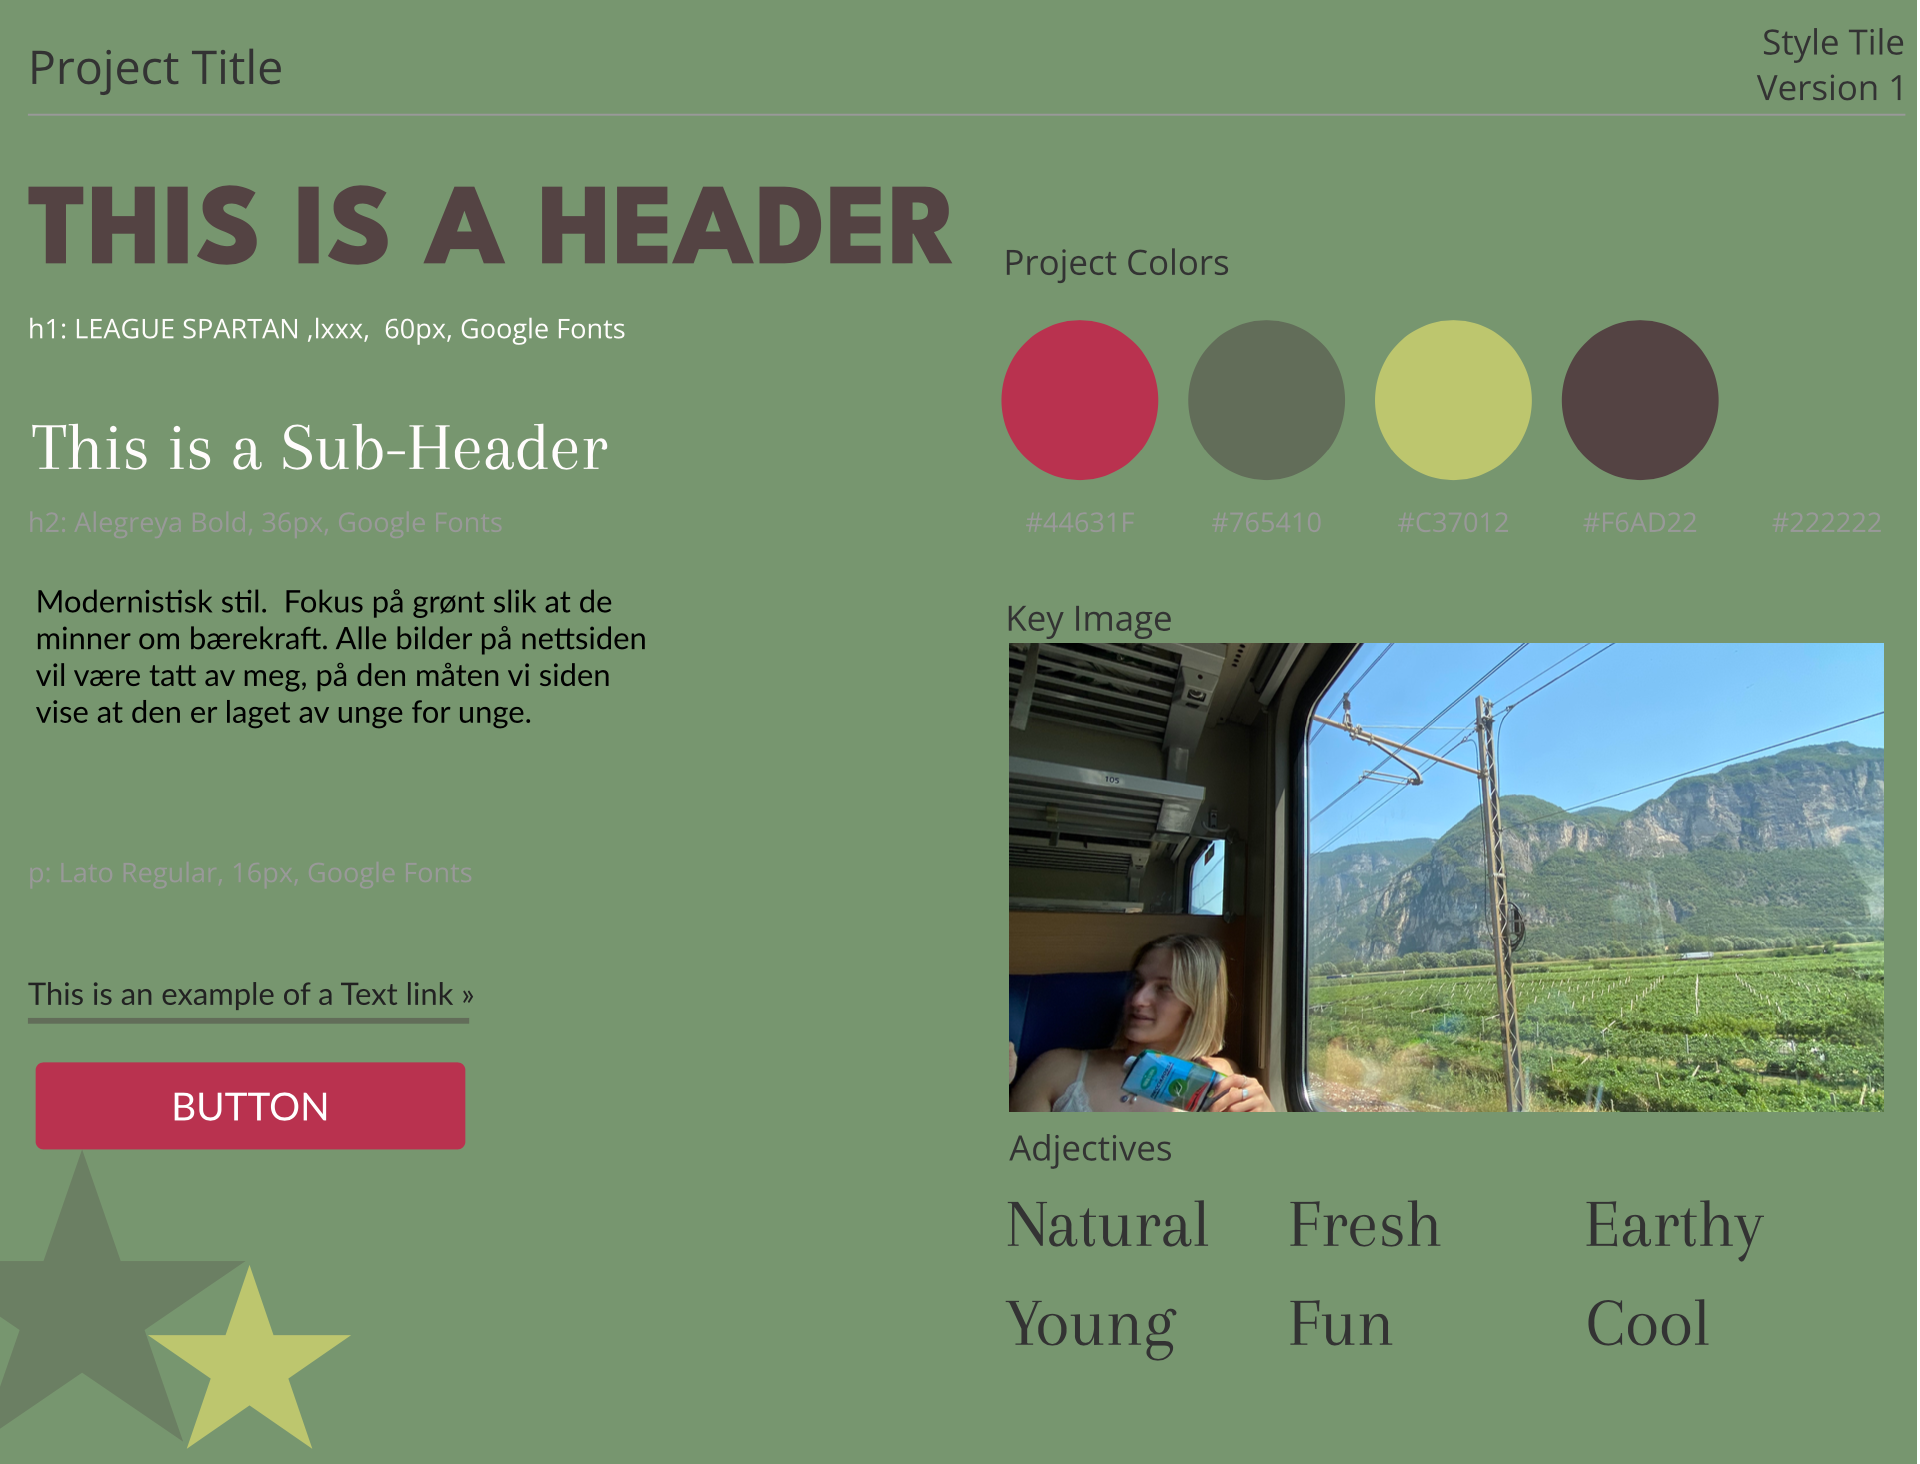 Project Title
Style Tile
Version 1
THIS IS A HEADER
h1: LEAGUE SPARTAN ,lxxx,  60px, Google Fonts
This is a Sub-Header
h2: Alegreya Bold, 36px, Google Fonts
Modernistisk stil.  Fokus på grønt slik at de
minner om bærekraft. Alle bilder på nettsiden
vil være tatt av meg, på den måten vi siden
vise at den er laget av unge for unge.
p: Lato Regular, 16px, Google Fonts
This is an example of a Text link »
BUTTON
Project Colors
#44631F
#765410
#C37012
#F6AD22
#222222
Key Image
105
Adjectives
Natural
Fresh
Earthy
Young
Fun
Cool